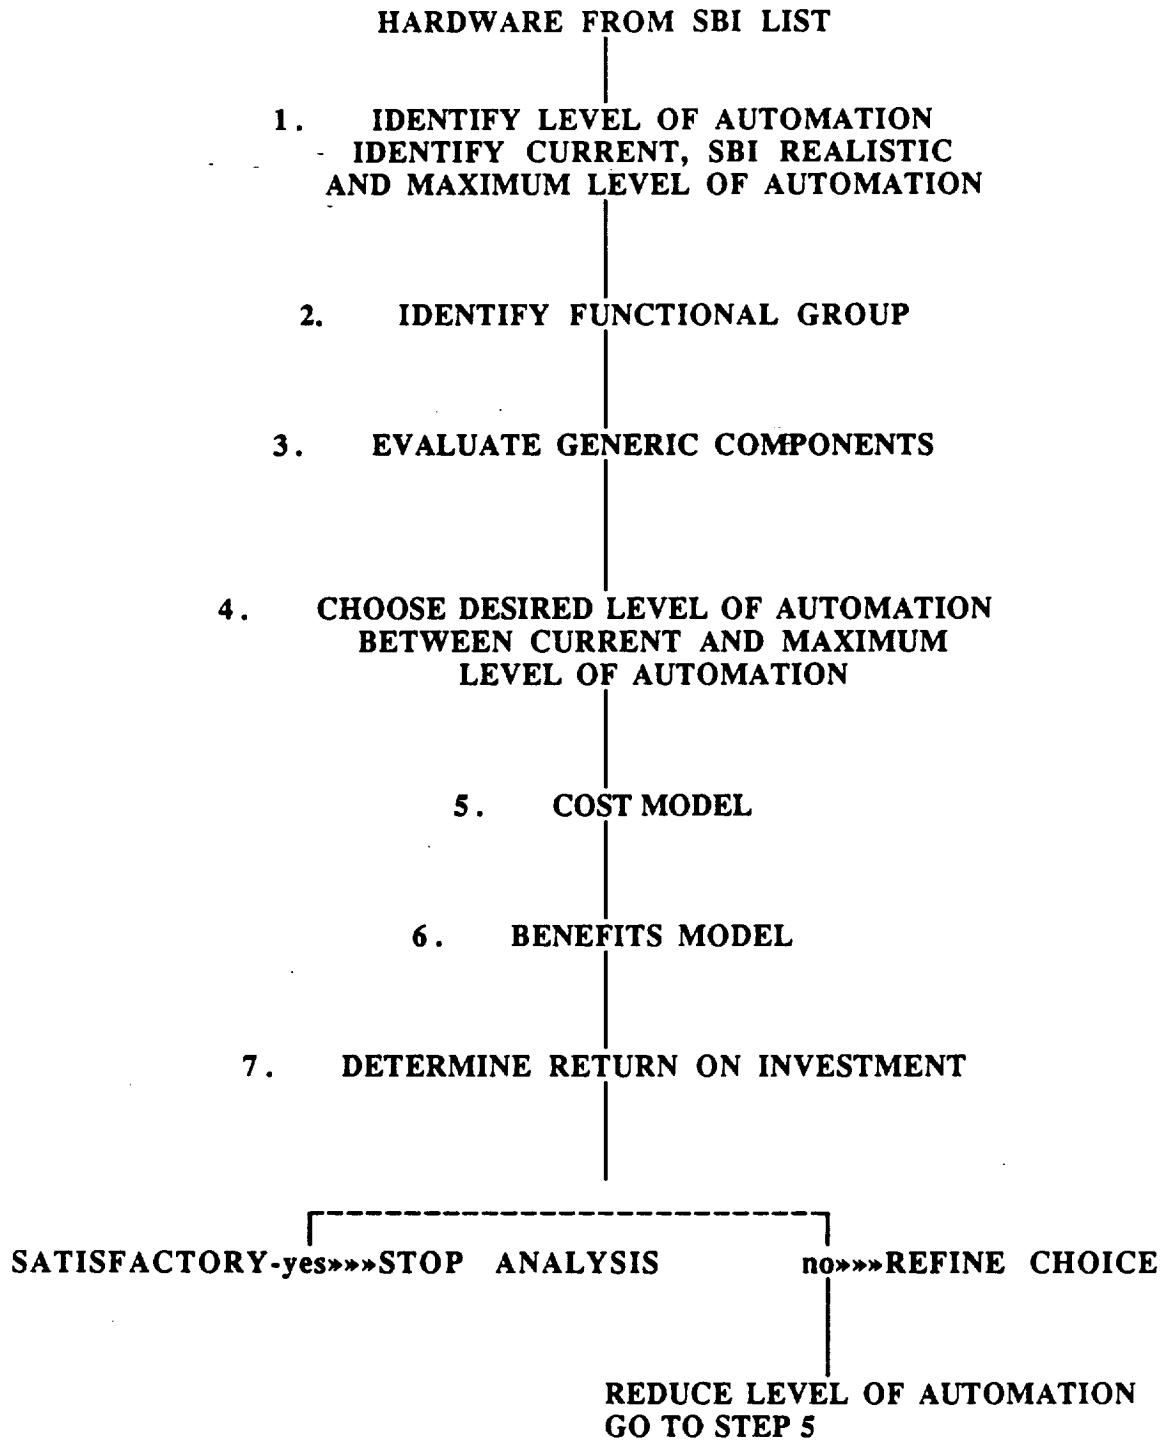 HARDWARE FROM SBI LIST
1. IDENTIFY LEVEL OF AUTOMATION
- IDENTIFY CURRENT, SBI REALISTIC
AND MAXIMUM LEVEL OF AUTOMATION
2. IDENTIFY FUNCTIONAL GROUP
3. EVALUATE GENERIC COMPONENTS
4. CHOOSE DESIRED LEVEL OF AUTOMATION
BETWEEN CURRENT AND MAXIMUM
LEVEL OF AUTOMATION
5. COST MODEL
6. BENEFITS MODEL
7. DETERMINE RETURN ON INVESTMENT
SATISFACTORY-yes»»»STOP ANALYSIS no»»»REFINE CHOICE
REDUCE LEVEL OF AUTOMATION
GO TO STEP 5